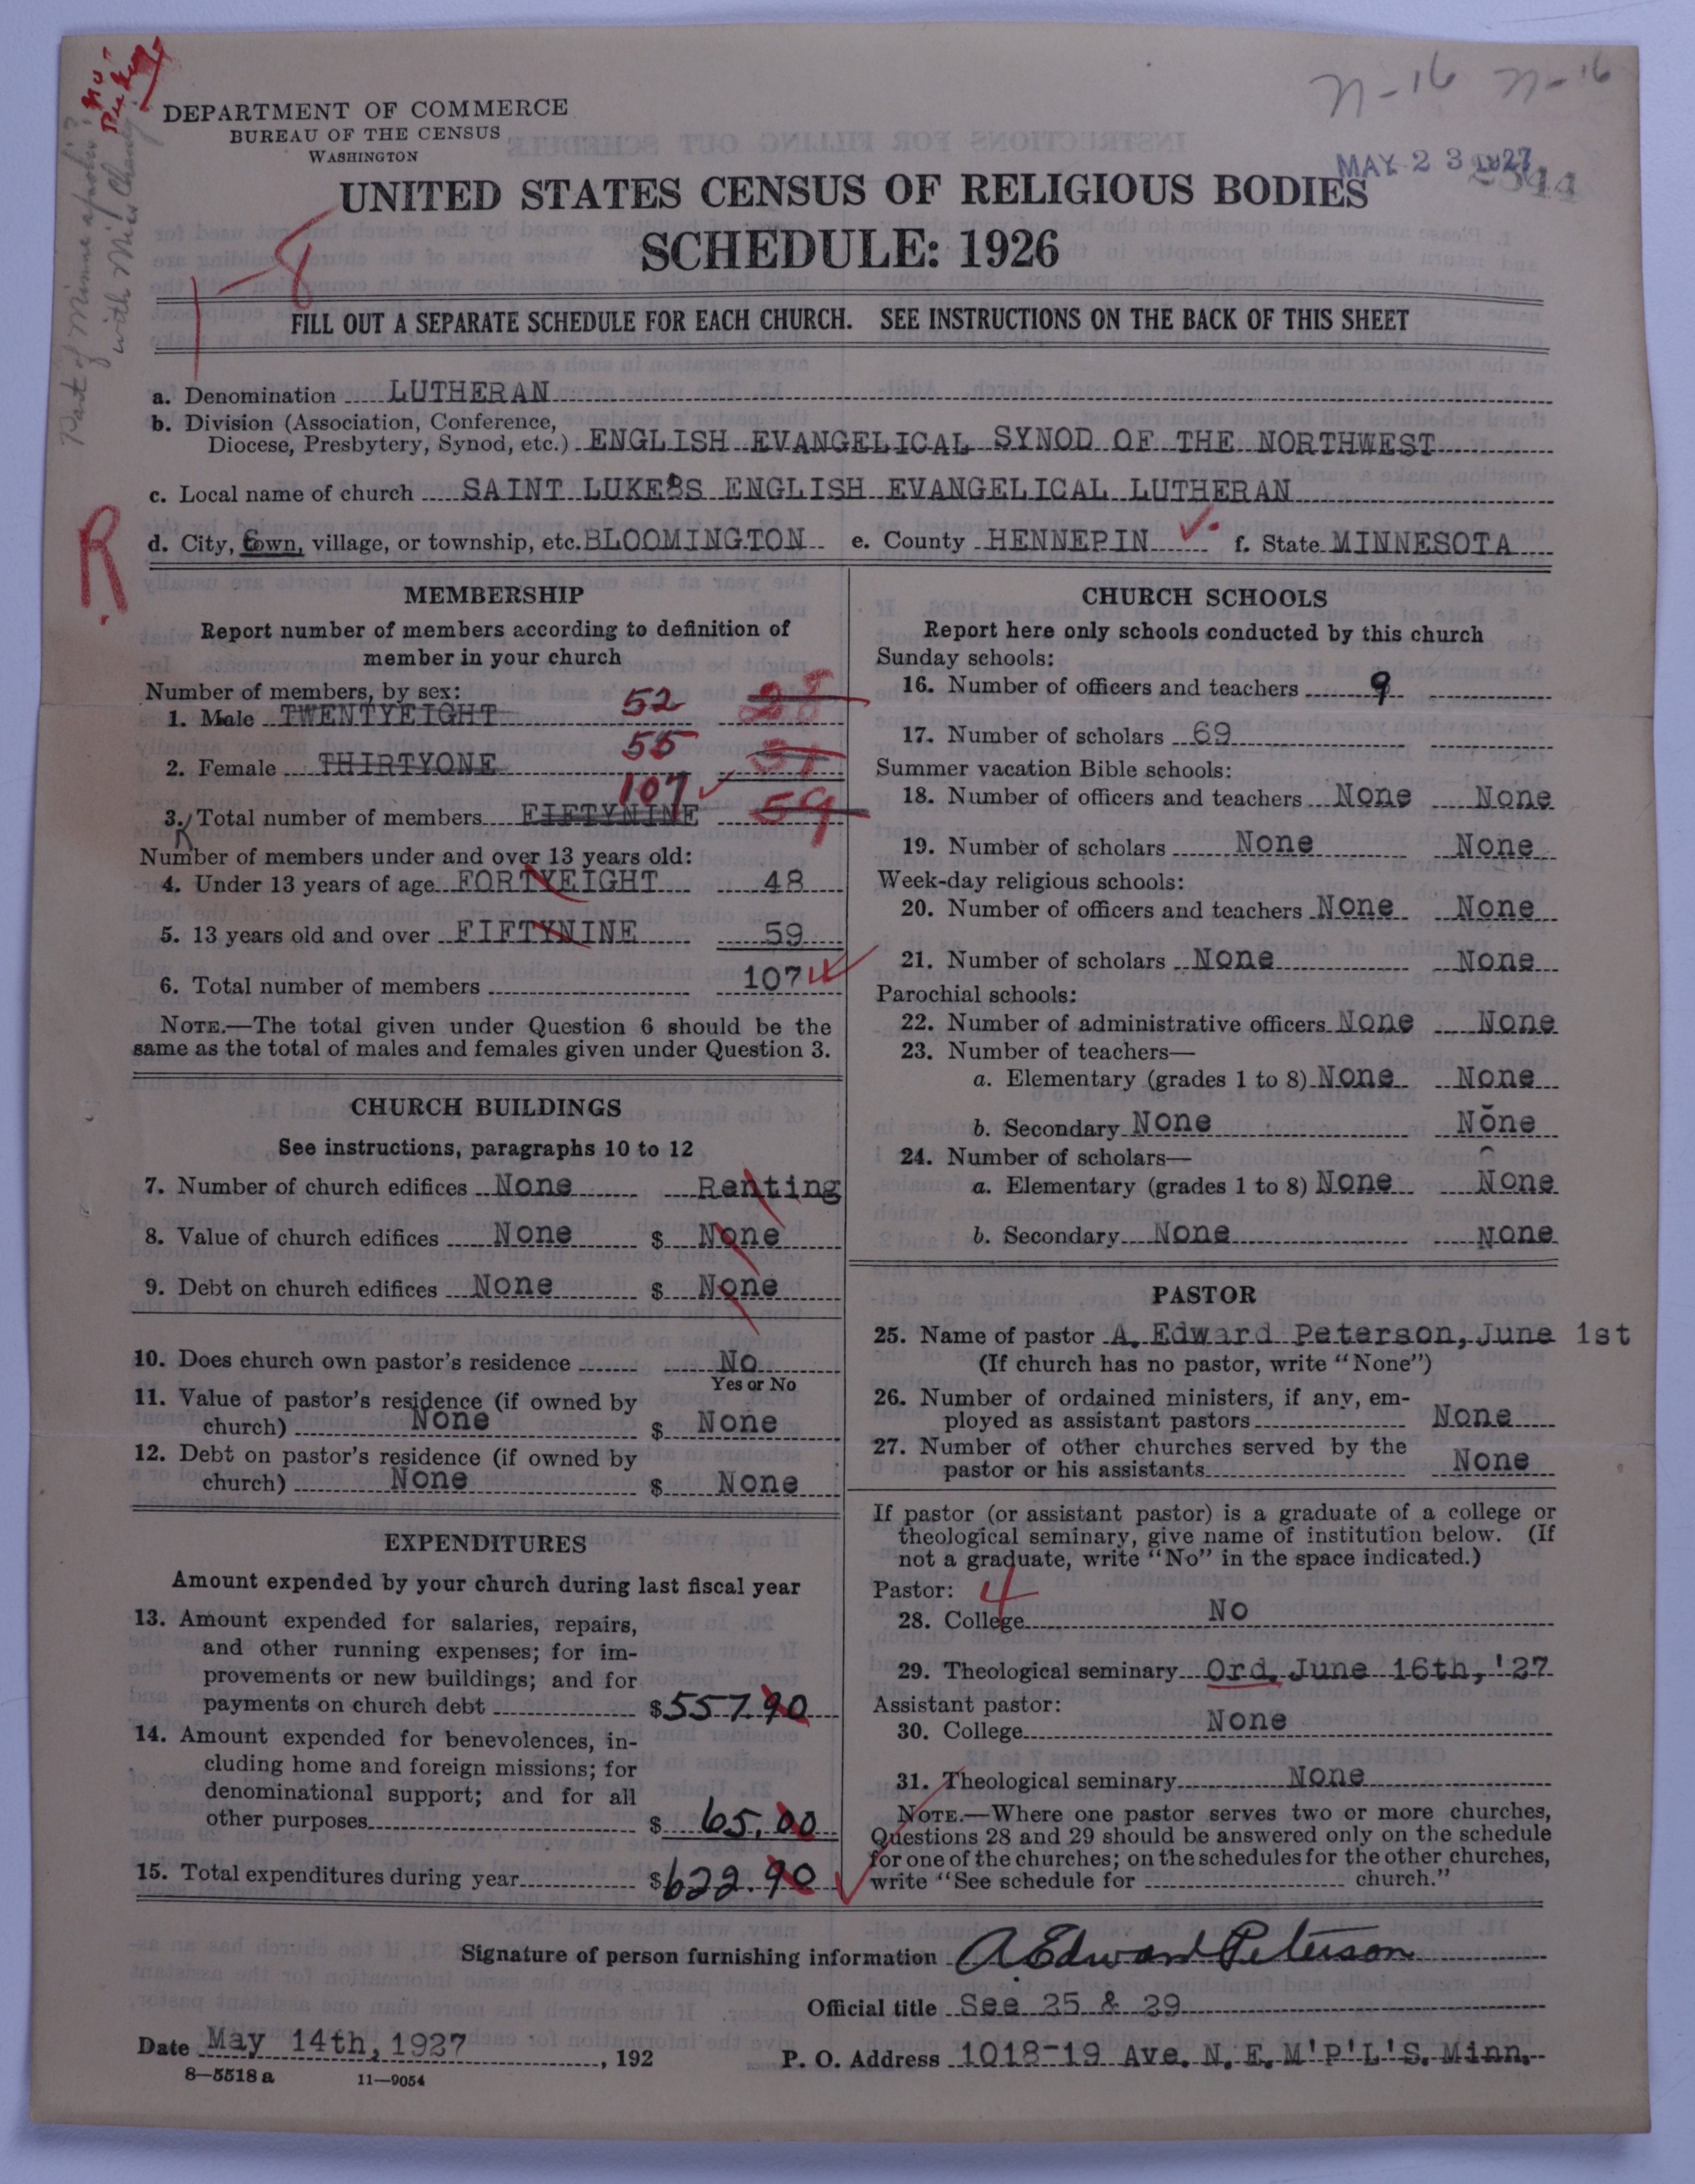 no
n-16 n-16
DEPARTMENT OF COMMERCE
BUREAU OF THE CENSUS
WASHINGTON
MAY 23 1927
UNITED STATES CENSUS OF RELIGIOUS BODIES
SCHEDULE: 1926
1-8
FILL OUT A SEPARATE SCHEDULE FOR EACH CHURCH. SEE INSTRUCTIONS ON THE BACK OF THIS SHEET
Part of Minneapolis?
with Miss
a. Denomination LUTHERAN
b. Division (Association, Conference,
Diocese, Presbytery, Synod, etc.) ENGLISH EVANGELICAL SYNOD OF THE NORTHWEST
c. Local name of church SAINT LUKE'S ENGLISH EVANGELICAL LUTHERAN
R
d. City, town, village, or township, etc. BLOOMINGTON e. County HENNEPIN f. State MINNESOTA
MEMBERSHIP
Report number of members according to definition of
member in your church
Number of members, by sex:
1. Male TWENTYEIGHT 52 28
2. Female THIRTYONE 55 31
3. Total number of members FIFTYNINE 107 59
Number of members under and over 13 years old:
4. Under 13 years of age FORTYEIGHT 48
5. 13 years old and over FIFTYNINE 59
6. Total number of members 107
NOTE.—The total given under Question 6 should be the
same as the total of males and females given under Question 3.
CHURCH BUILDINGS
See instructions, paragraphs 10 to 12
7. Number of church edifices None Renting
8. Value of church edifices None $ None
9. Debt on church edifices None $ None
10. Does church own pastor's residence No
Yes or No
11. Value of pastor's residence (if owned by
church) None $ None
12. Debt on pastor's residence (if owned by
church) None $ None
EXPENDITURES
Amount expended by your church during last fiscal year
13. Amount expended for salaries, repairs,
and other running expenses; for im-
provements or new buildings; and for
payments on church debt $557.90
14. Amount expended for benevolences, in-
cluding home and foreign missions; for
denominational support; and for all
other purposes $ 65.00
15. Total expenditures during year $622.90
CHURCH SCHOOLS
Report here only schools conducted by this church
Sunday schools:
16. Number of officers and teachers 9
17. Number of scholars 69
Summer vacation Bible schools:
18. Number of officers and teachers None None
19. Number of scholars None None
Week-day religious schools:
20. Number of officers and teachers None None
21. Number of scholars None None
Parochial schools:
22. Number of administrative officers None None
23. Number of teachers—
a. Elementary (grades 1 to 8) None None
b. Secondary None None
24. Number of scholars—
a. Elementary (grades 1 to 8) None None
b. Secondary None None
PASTOR
25. Name of pastor A. Edward Peterson, June 1st
(If church has no pastor, write "None")
26. Number of ordained ministers, if any, em-
ployed as assistant pastors None
27. Number of other churches served by the
pastor or his assistants None
If pastor (or assistant pastor) is a graduate of a college or
theological seminary, give name of institution below. (If
not a graduate, write "No" in the space indicated.)
Pastor: 4
28. College No
29. Theological seminary Ord. June 16th, '27
Assistant pastor:
30. College None
31. Theological seminary None
NOTE.—Where one pastor serves two or more churches,
Questions 28 and 29 should be answered only on the schedule
for one of the churches; on the schedules for the other churches,
write "See schedule for church."
Signature of person furnishing information A Edward Peterson
Official title See 25 & 29
Date May 14th, 1927, 192
P. O. Address 1018-19 Ave. N. E. M'P'L'S. Minn.
8-5518 a 11-9054